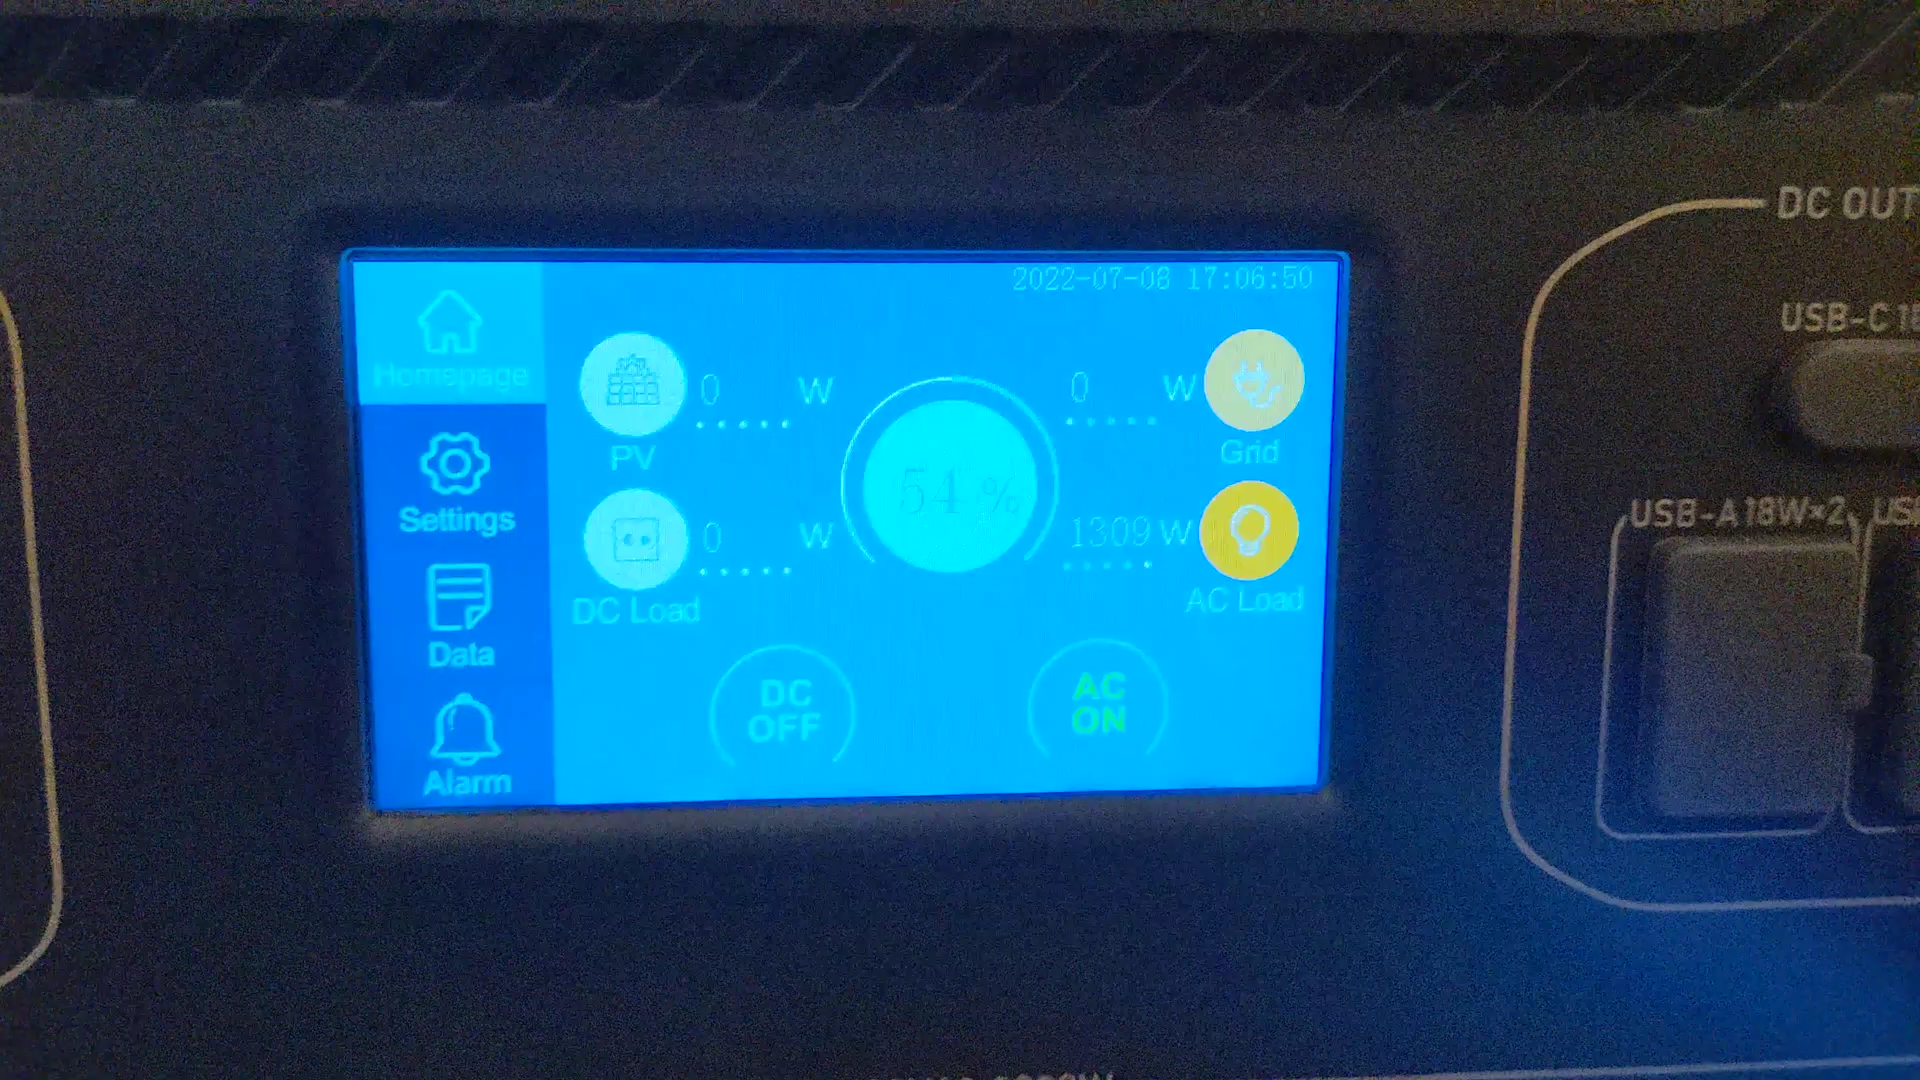 2022-07-08 17:06:50
Homepage
Settings
Data
Alarm
0 W
PV
0 W
DC Load
54 %
0 W
Grid
1309 W
AC Load
DC
OFF
AC
ON
DC OUT
USB-C
USB-A 18W×2